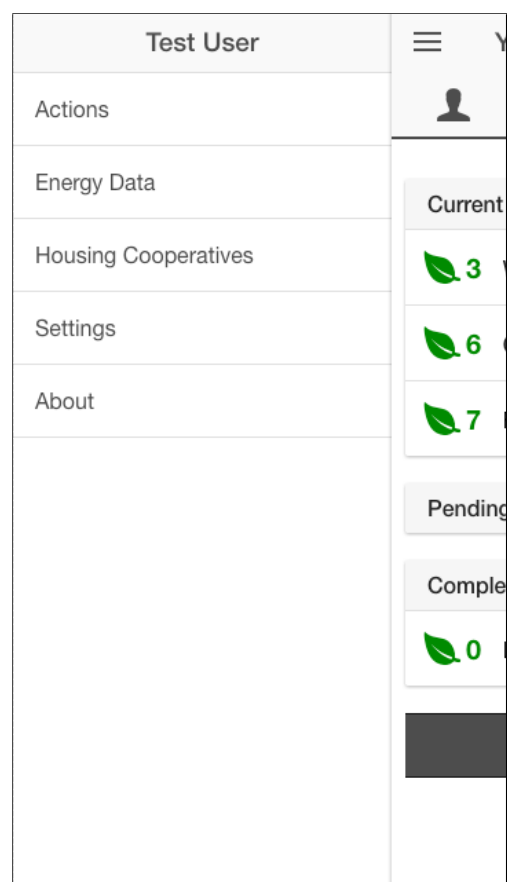 Test User
Actions
Energy Data
Housing Cooperatives
Settings
About
Y
Current
3
6
7
Pending
Comple
0